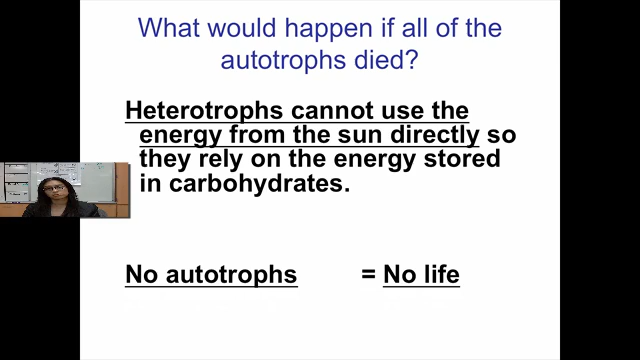 What would happen if all of the
autotrophs died?
Heterotrophs cannot use the
energy from the sun directly so
they rely on the energy stored
in carbohydrates.
No autotrophs = No life